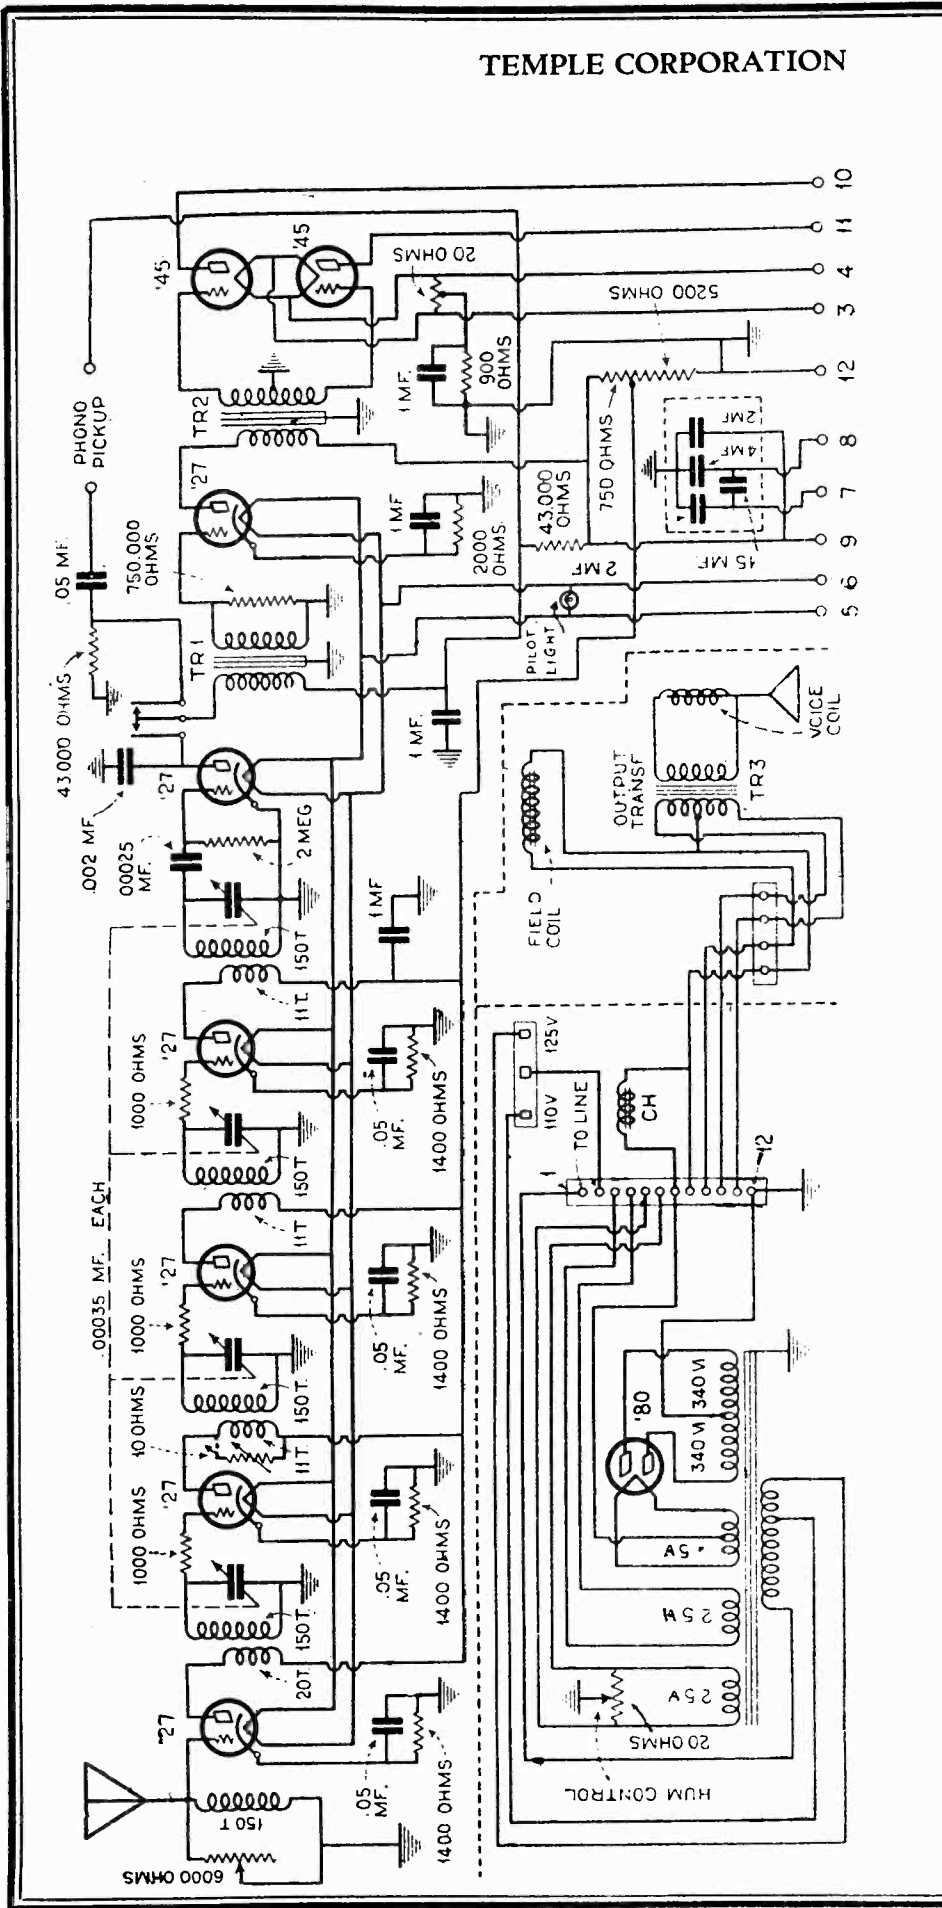 TEMPLE CORPORATION
10
11
4
3
12
8
7
9
6
5
'45
'45
20 OHMS
5200 OHMS
PHONO
PICKUP
TR2
1 MF.
900
OHMS
750 OHMS
2MF
4MF
15 MF
43,000
OHMS
2 MF
.05 MF.
750,000
OHMS
'27
1 MF
2000
OHMS
PILOT
LIGHT
43000 OHMS
TR1
1 MF.
.002 MF.
.00025
MF.
'27
2 MEG
150T
1MF
11T.
OUTPUT
TRANSF
TR3
VOICE
COIL
FIELD
COIL
.00035 MF. EACH
1000 OHMS
'27
150T
.05
MF.
1400 OHMS
11T
1000 OHMS
'27
150T.
.05
MF.
1400 OHMS
10 OHMS
11T
1000 OHMS
'27
150T.
.05
MF.
1400 OHMS
20T.
'27
.05
MF.
1400 OHMS
150 T
6000 OHMS
110V
125V
TO LINE
1
12
CH
'80
340V
340V
5V
2.5V
2.5V
20 OHMS
HUM CONTROL